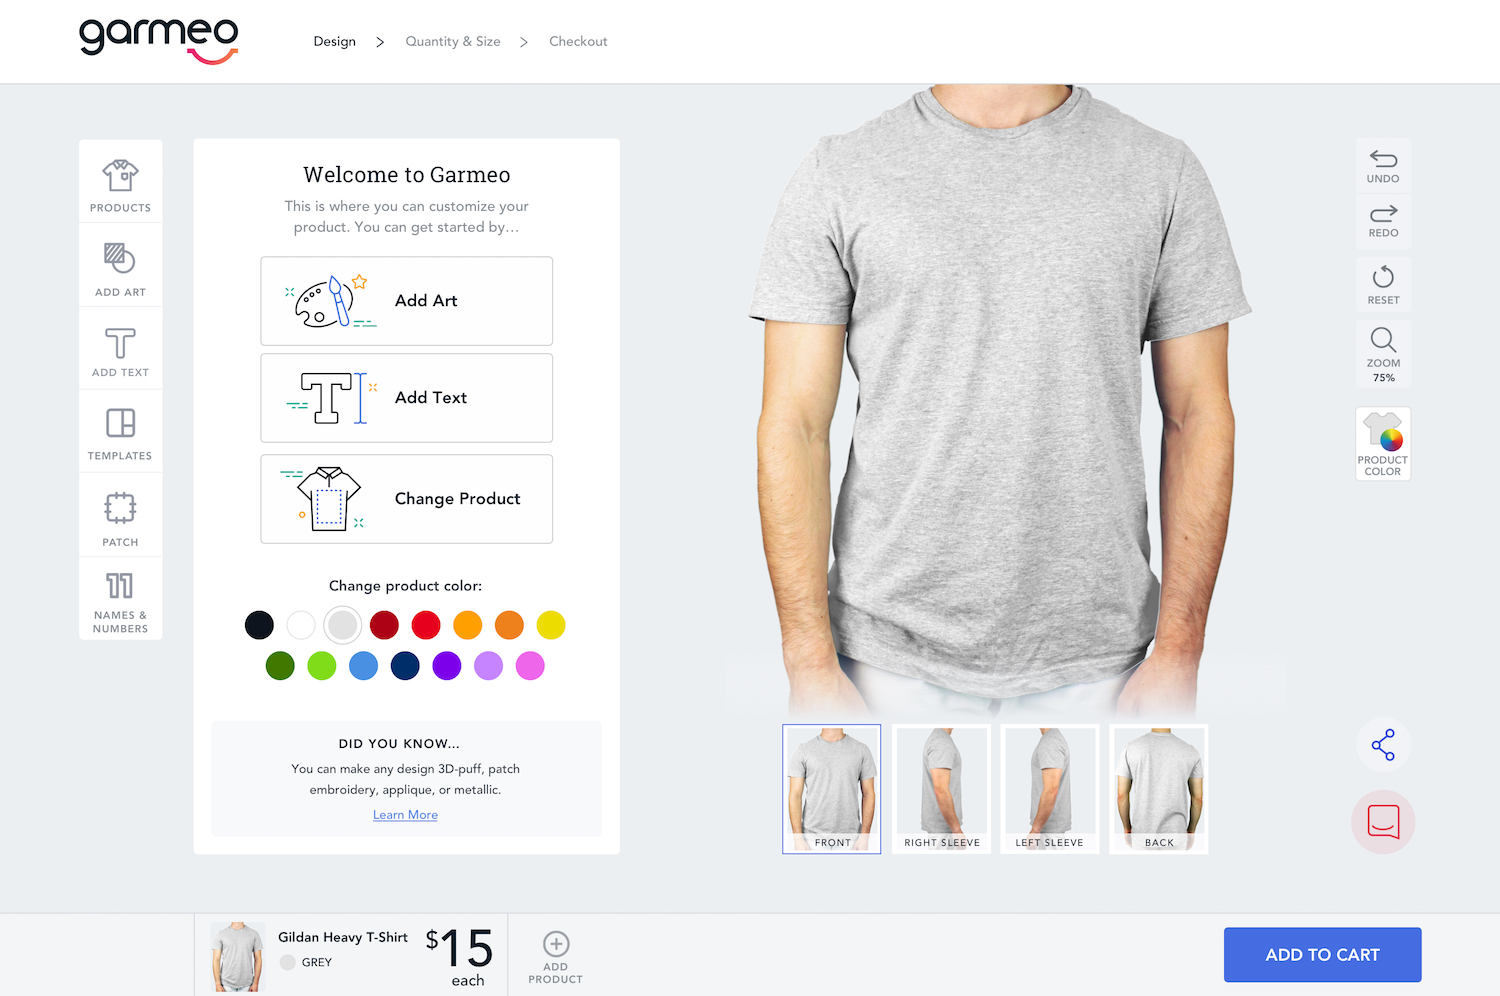 garmeo
Design > Quantity & Size > Checkout
PRODUCTS
ADD ART
ADD TEXT
TEMPLATES
PATCH
NAMES &
NUMBERS
Welcome to Garmeo
This is where you can customize your
product. You can get started by...
Add Art
Add Text
Change Product
Change product color:
DID YOU KNOW...
You can make any design 3D-puff, patch
embroidery, applique, or metallic.
Learn More
FRONT
RIGHT SLEEVE
LEFT SLEEVE
BACK
UNDO
REDO
RESET
ZOOM
75%
PRODUCT
COLOR
Gildan Heavy T-Shirt
GREY
$15
each
ADD
PRODUCT
ADD TO CART